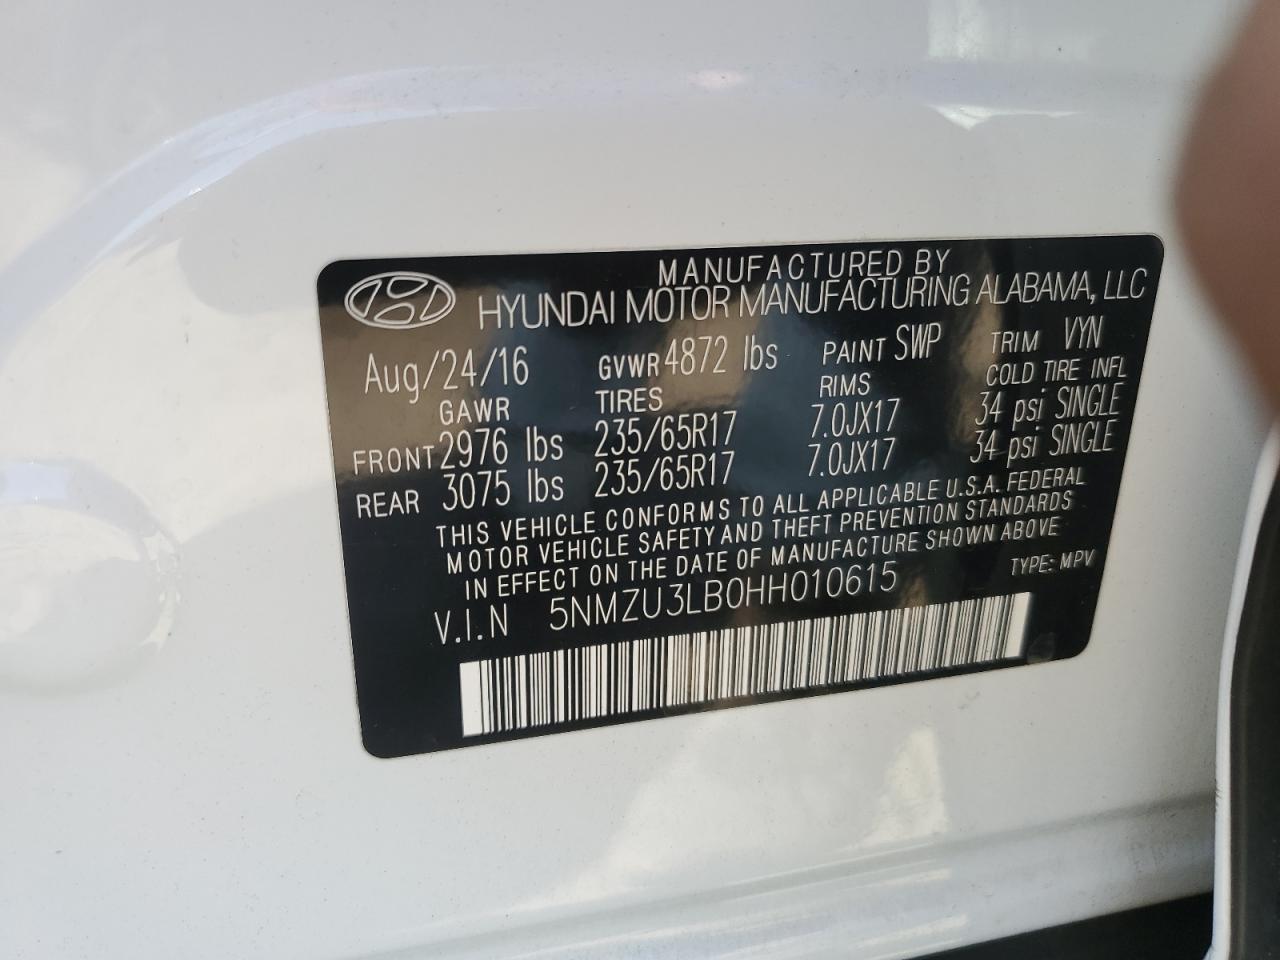 MANUFACTURED BY
HYUNDAI MOTOR MANUFACTURING ALABAMA, LLC
Aug/24/16 GVWR 4872 lbs PAINT SWP TRIM VYN
GAWR TIRES RIMS COLD TIRE INFL
FRONT 2976 lbs 235/65R17 7.0JX17 34 psi SINGLE
REAR 3075 lbs 235/65R17 7.0JX17 34 psi SINGLE
THIS VEHICLE CONFORMS TO ALL APPLICABLE U.S.A. FEDERAL
MOTOR VEHICLE SAFETY AND THEFT PREVENTION STANDARDS
IN EFFECT ON THE DATE OF MANUFACTURE SHOWN ABOVE
V.I.N 5NMZU3LB0HH010615 TYPE: MPV